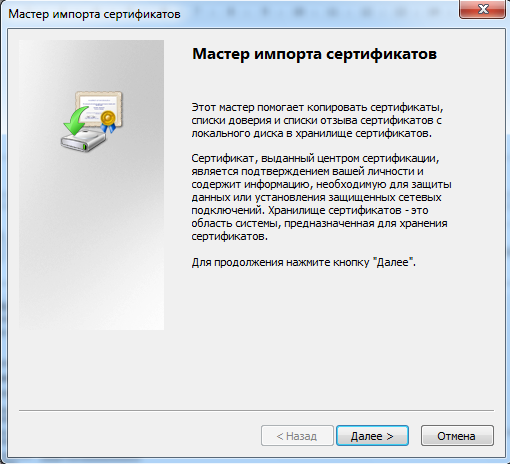 Мастер импорта сертификатов
Мастер импорта сертификатов
Этот мастер помогает копировать сертификаты,
списки доверия и списки отзыва сертификатов с
локального диска в хранилище сертификатов.
Сертификат, выданный центром сертификации,
является подтверждением вашей личности и
содержит информацию, необходимую для защиты
данных или установления защищенных сетевых
подключений. Хранилище сертификатов - это
область системы, предназначенная для хранения
сертификатов.
Для продолжения нажмите кнопку "Далее".
< Назад
Далее >
Отмена